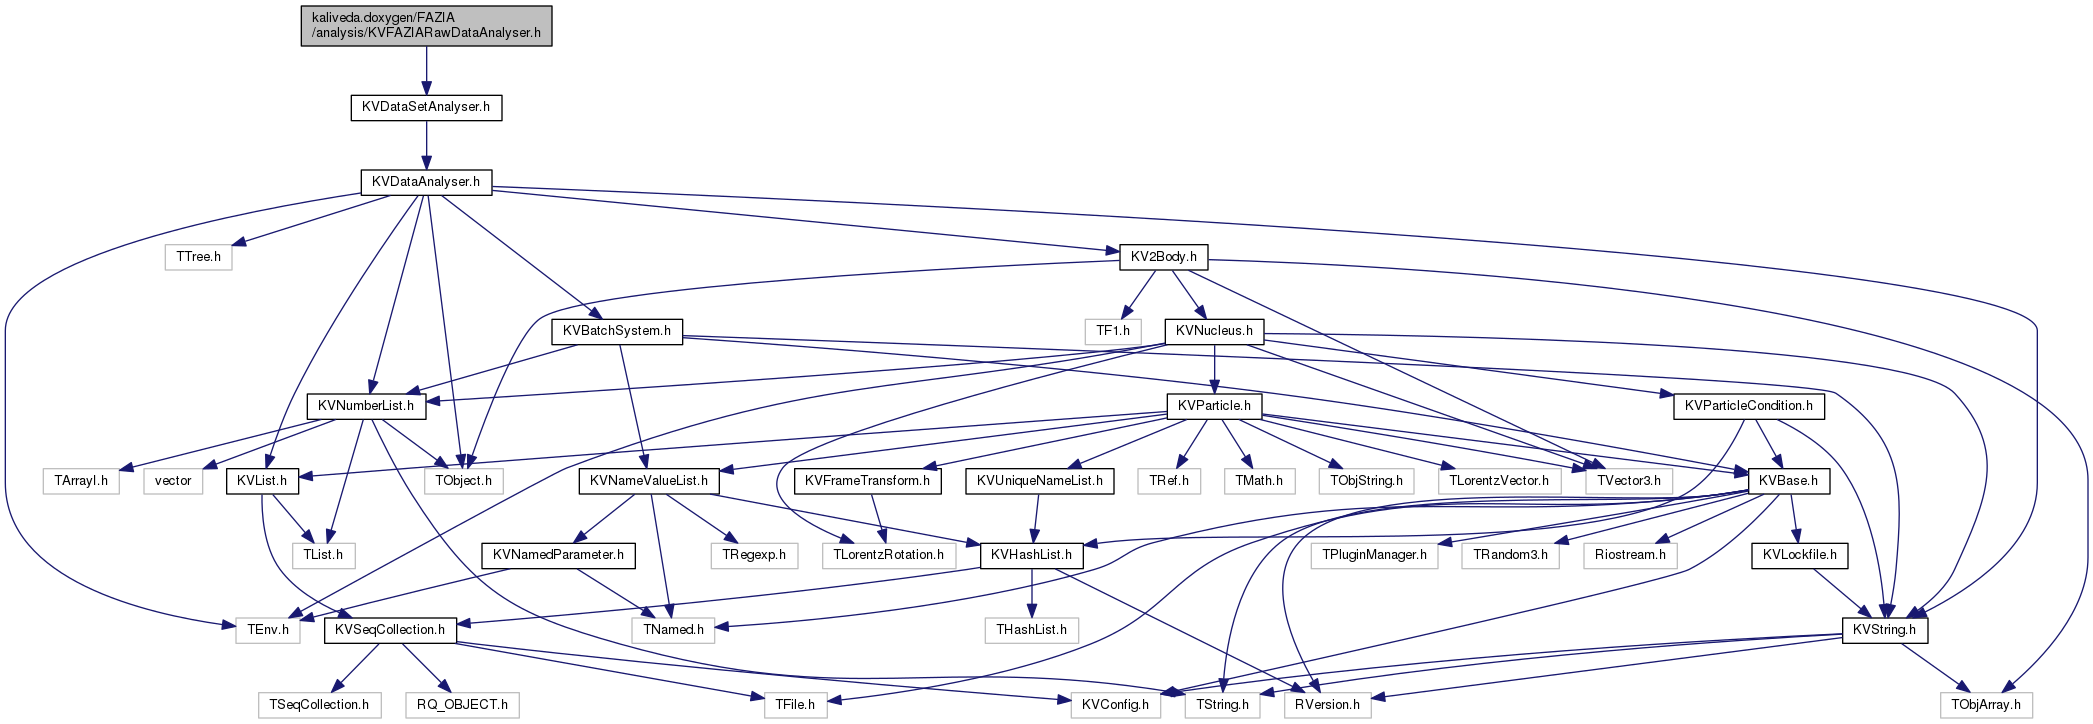 kaliveda.doxygen/FAZIA
/analysis/KVFAZIARawDataAnalyser.h
KVDataSetAnalyser.h
KVDataAnalyser.h
TTree.h
KV2Body.h
KVBatchSystem.h
TF1.h
KVNucleus.h
KVNumberList.h
KVParticle.h
KVParticleCondition.h
TArrayI.h
vector
KVList.h
TObject.h
KVNameValueList.h
KVFrameTransform.h
KVUniqueNameList.h
TRef.h
TMath.h
TObjString.h
TLorentzVector.h
TVector3.h
KVBase.h
TList.h
KVNamedParameter.h
TRegexp.h
TLorentzRotation.h
KVHashList.h
TPluginManager.h
TRandom3.h
Riostream.h
KVLockfile.h
TEnv.h
KVSeqCollection.h
TNamed.h
THashList.h
KVString.h
TSeqCollection.h
RQ_OBJECT.h
TFile.h
KVConfig.h
TString.h
RVersion.h
TObjArray.h